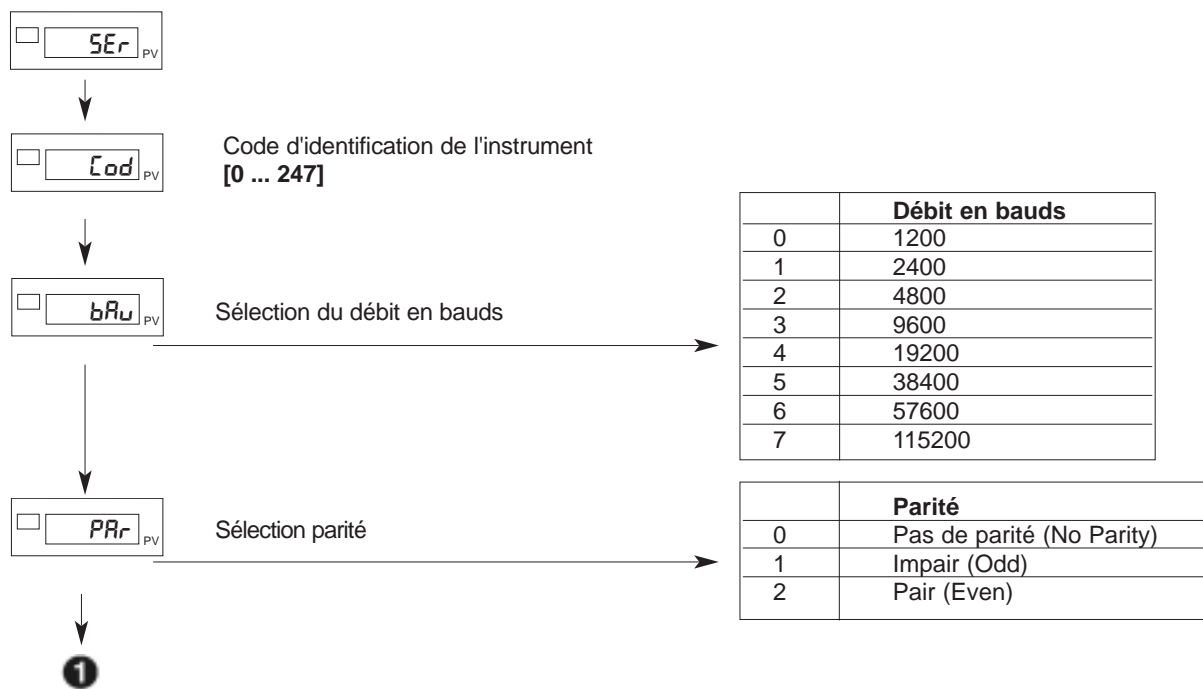 SEr PV
Cod PV
Code d'identification de l'instrument
[0 ... 247]
bAu PV
Sélection du débit en bauds
Débit en bauds
0 1200
1 2400
2 4800
3 9600
4 19200
5 38400
6 57600
7 115200
PAr PV
Sélection parité
Parité
0 Pas de parité (No Parity)
1 Impair (Odd)
2 Pair (Even)
1